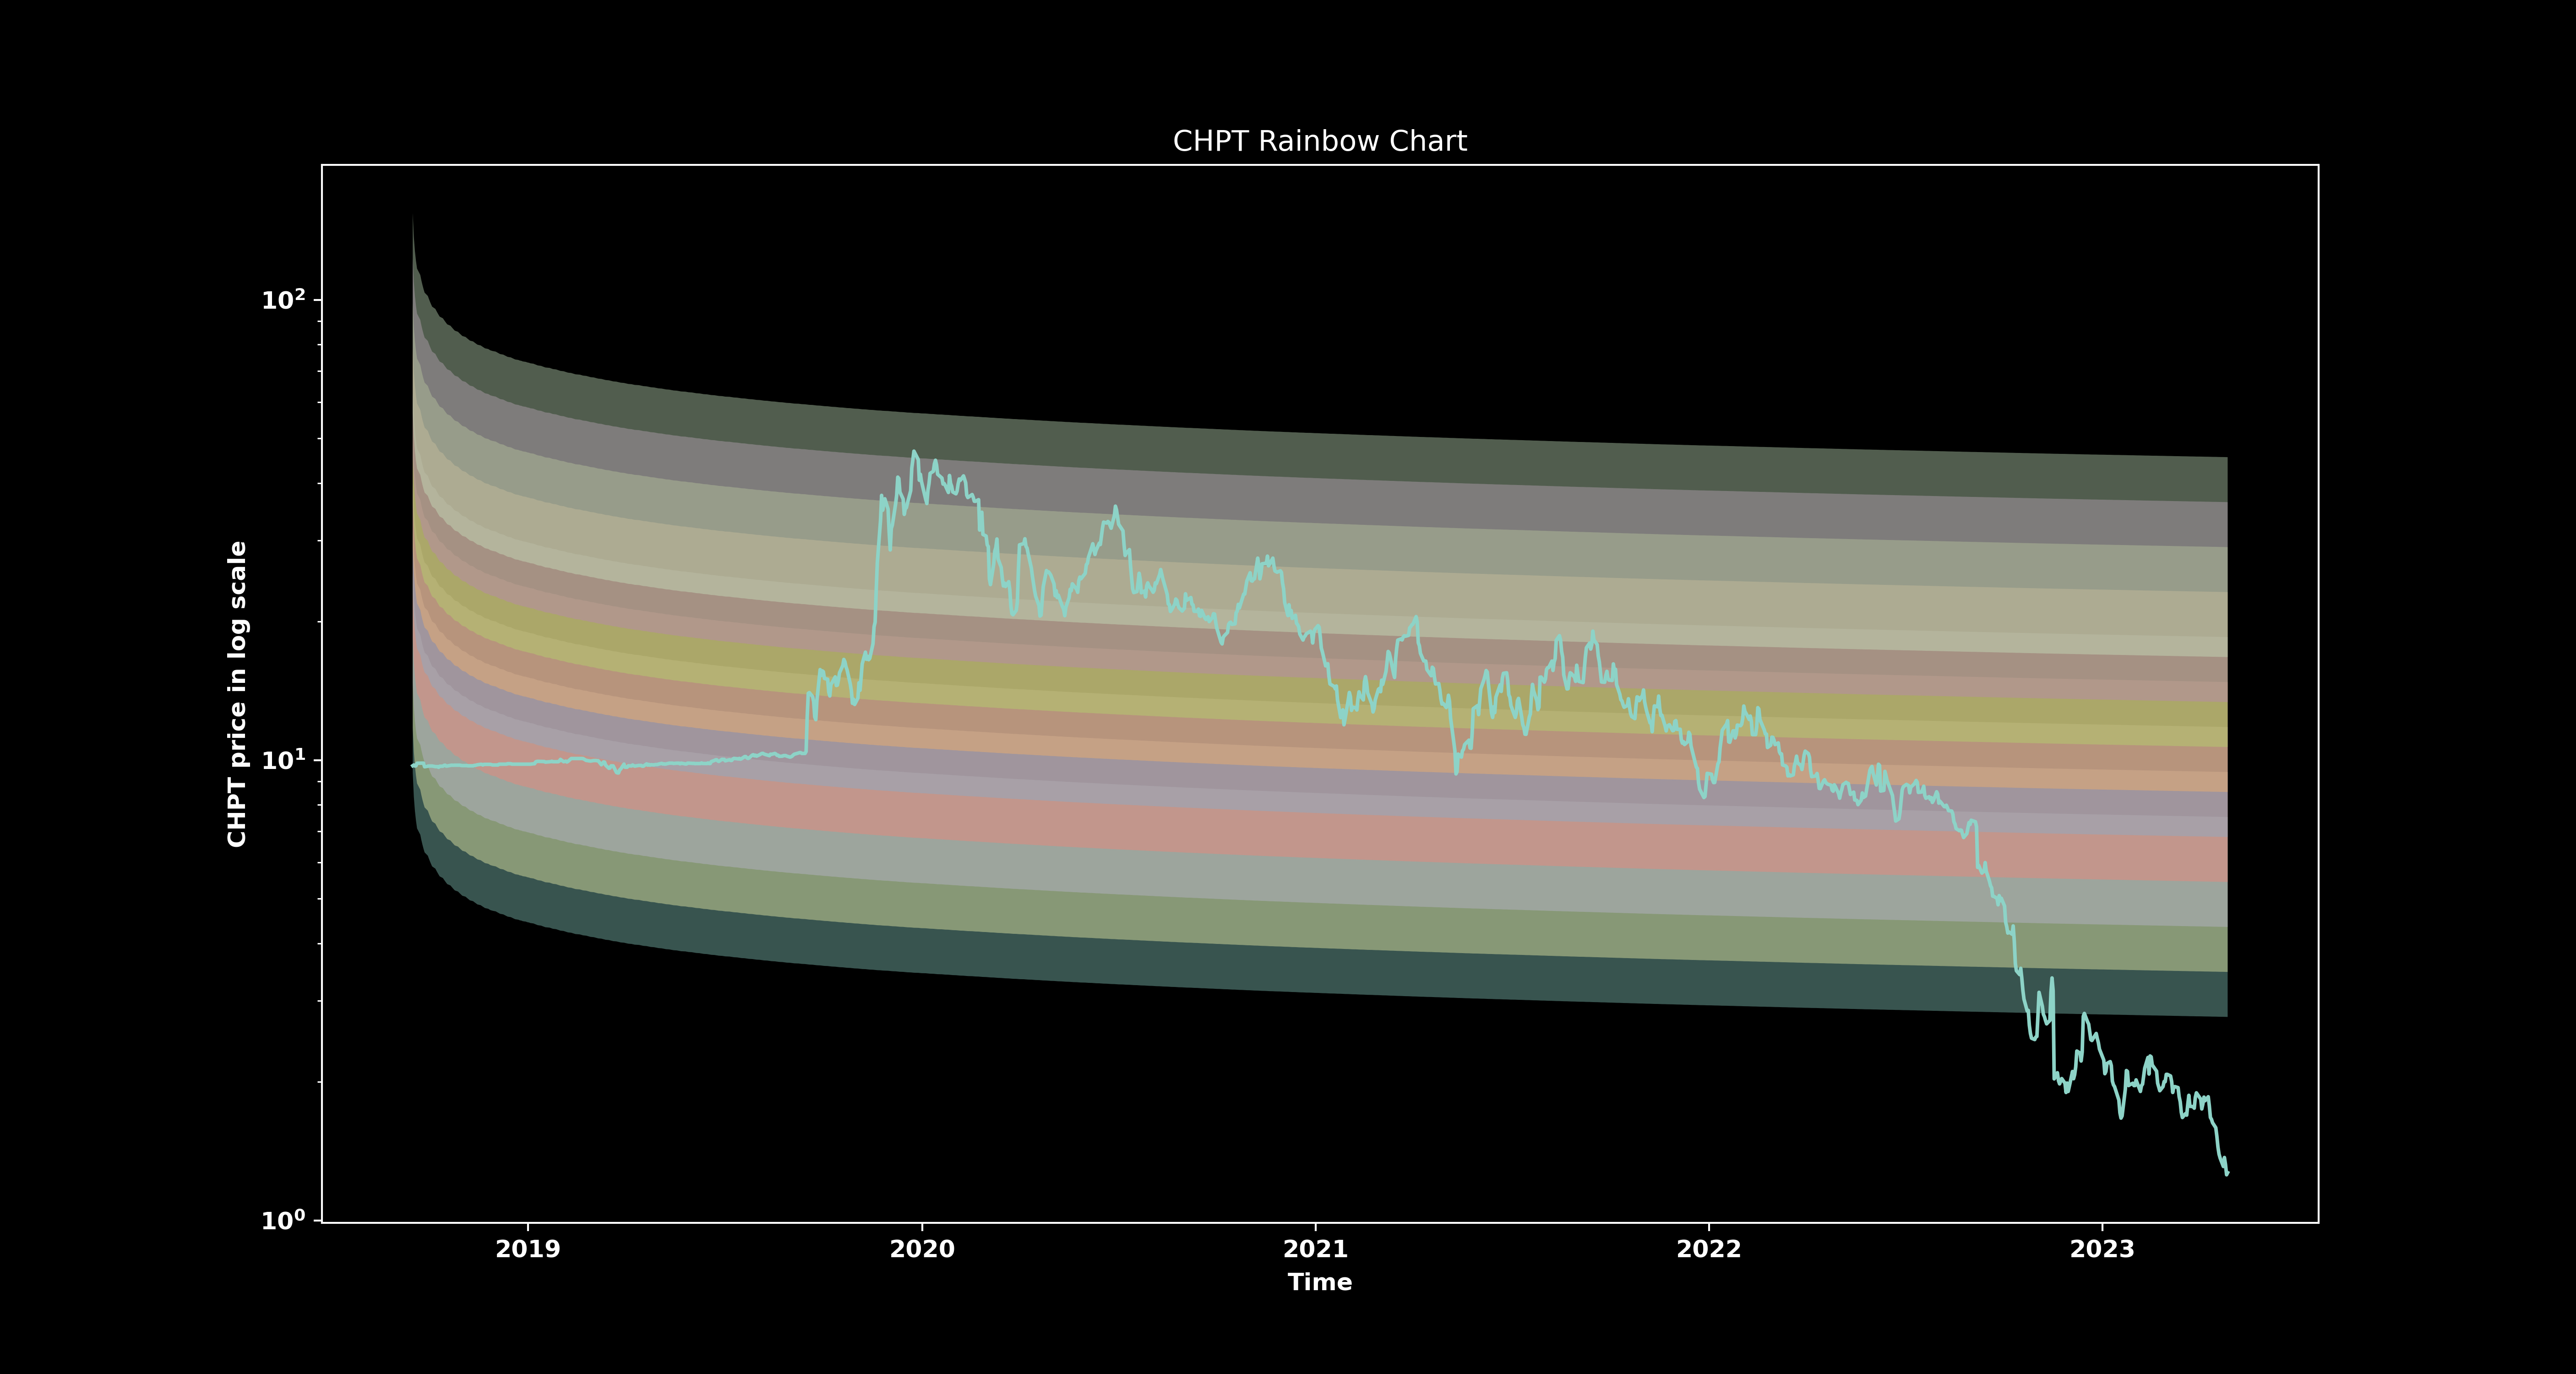 CHPT Rainbow Chart
CHPT price in log scale
10²
10¹
10⁰
2019 2020 2021 2022 2023
Time